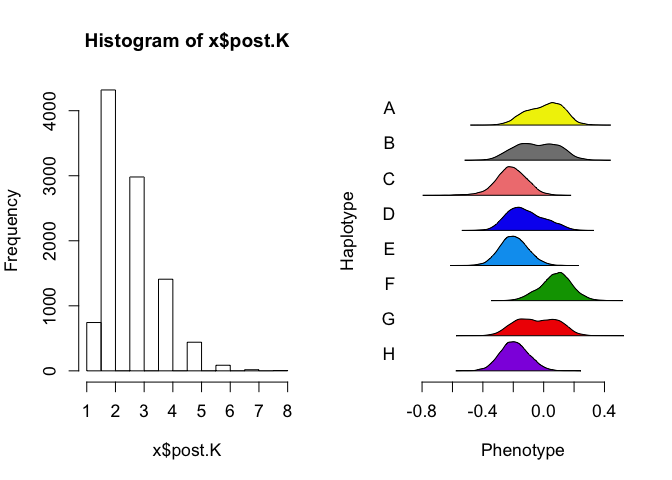 Histogram of x$post.K
Frequency
0
1000
2000
3000
4000
1 2 3 4 5 6 7 8
x$post.K
Haplotype
A
B
C
D
E
F
G
H
-0.8 -0.4 0.0 0.4
Phenotype